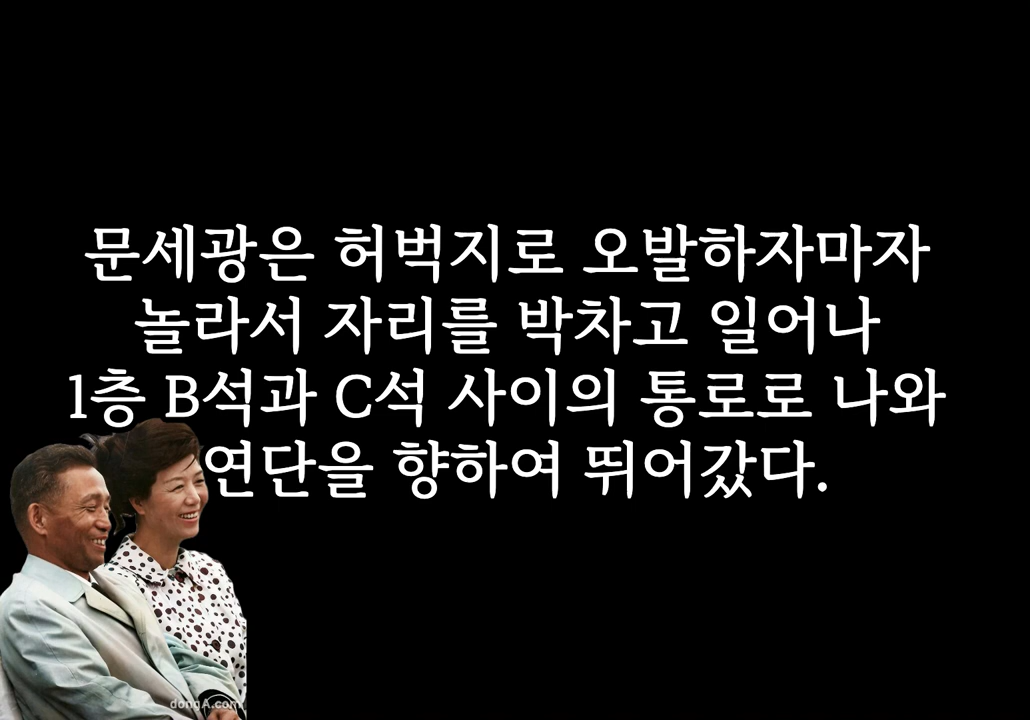 문세광은 허벅지로 오발하자마자
놀라서 자리를 박차고 일어나
1층 B석과 C석 사이의 통로로 나와
연단을 향하여 뛰어갔다.
dongA.com